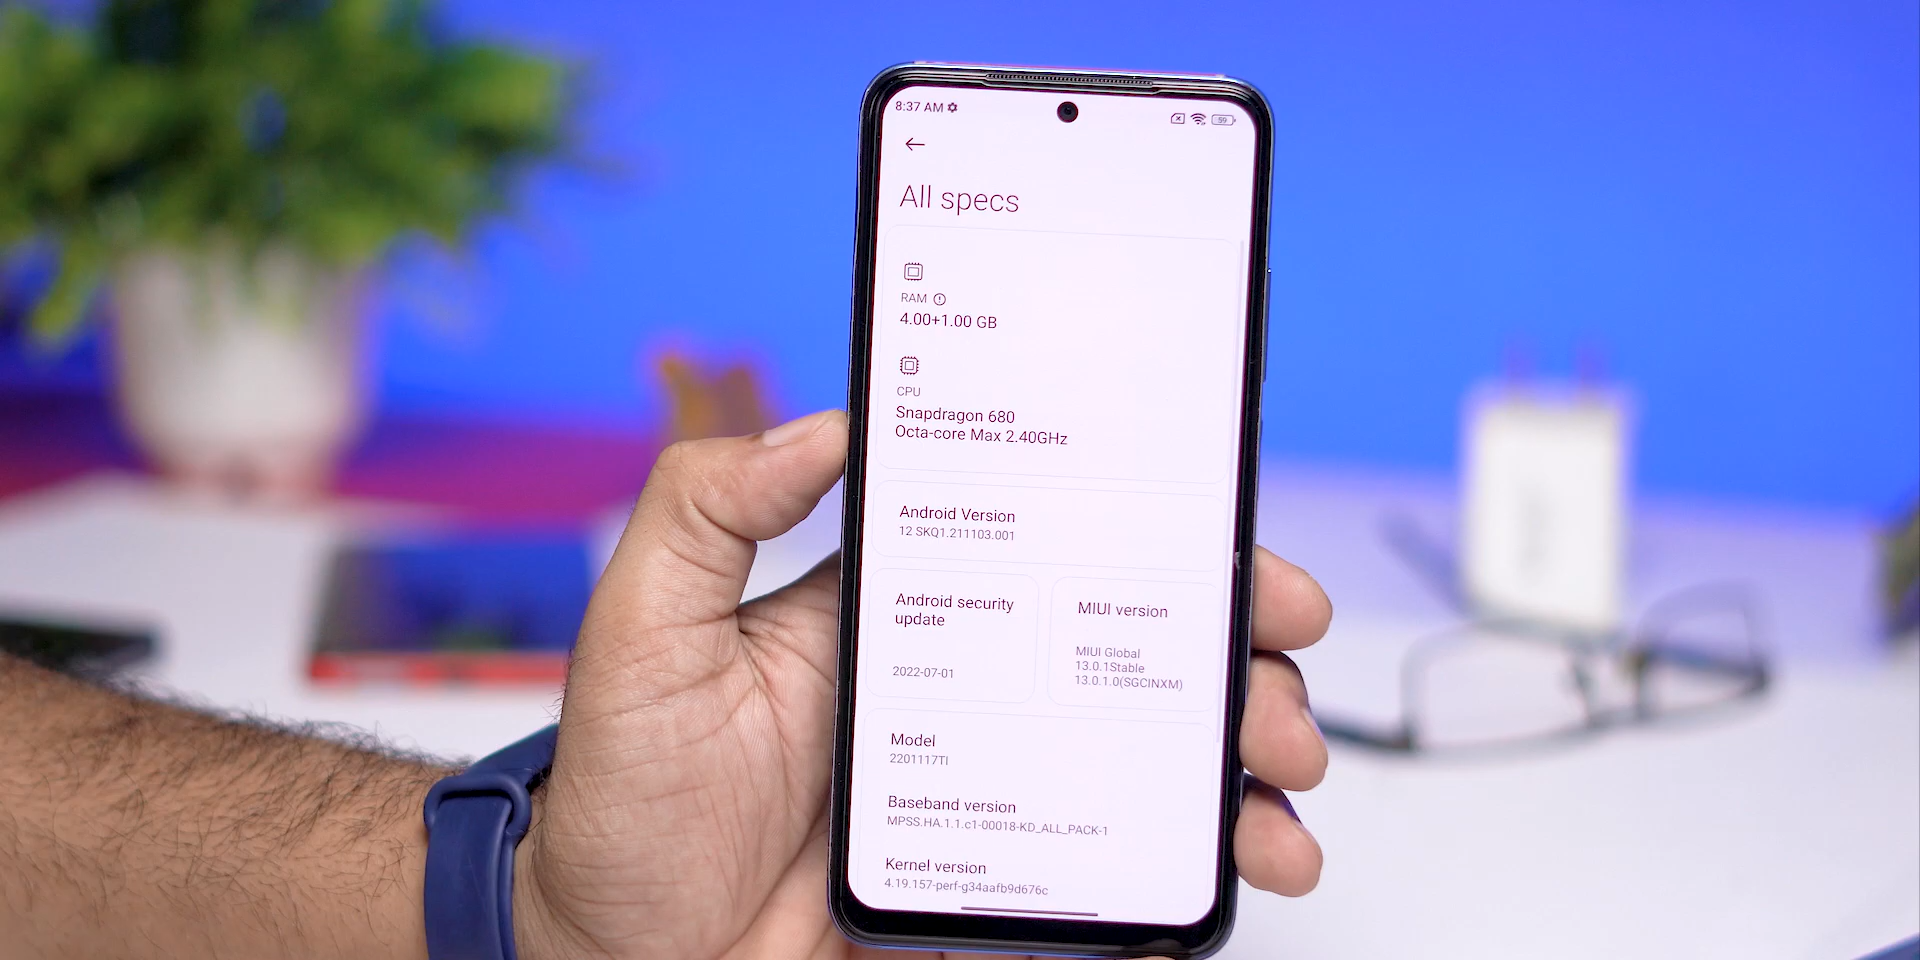 8:37 AM
59
All specs
RAM
4.00+1.00 GB
CPU
Snapdragon 680
Octa-core Max 2.40GHz
Android Version
12 SKQ1.211103.001
Android security
update
2022-07-01
MIUI version
MIUI Global
13.0.1Stable
13.0.1.0(SGCINXM)
Model
2201117TI
Baseband version
MPSS.HA.1.1.c1-00018-KD_ALL_PACK-1
Kernel version
4.19.157-perf-g34aafb9d676c